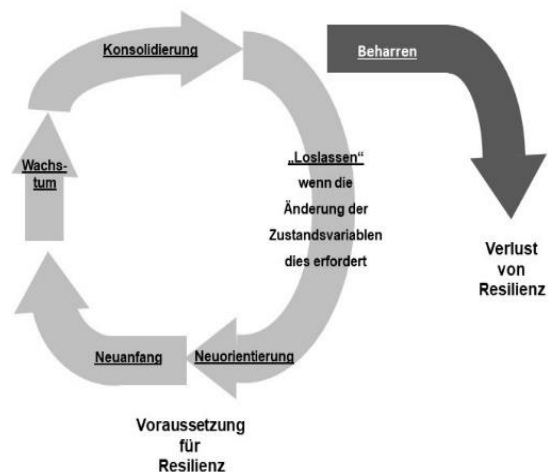 Konsolidierung
Beharren
Wachs-
tum
„Loslassen“
wenn die
Änderung der
Zustandsvariablen
dies erfordert
Verlust
von
Resilienz
Neuanfang
Neuorientierung
Voraussetzung
für
Resilienz